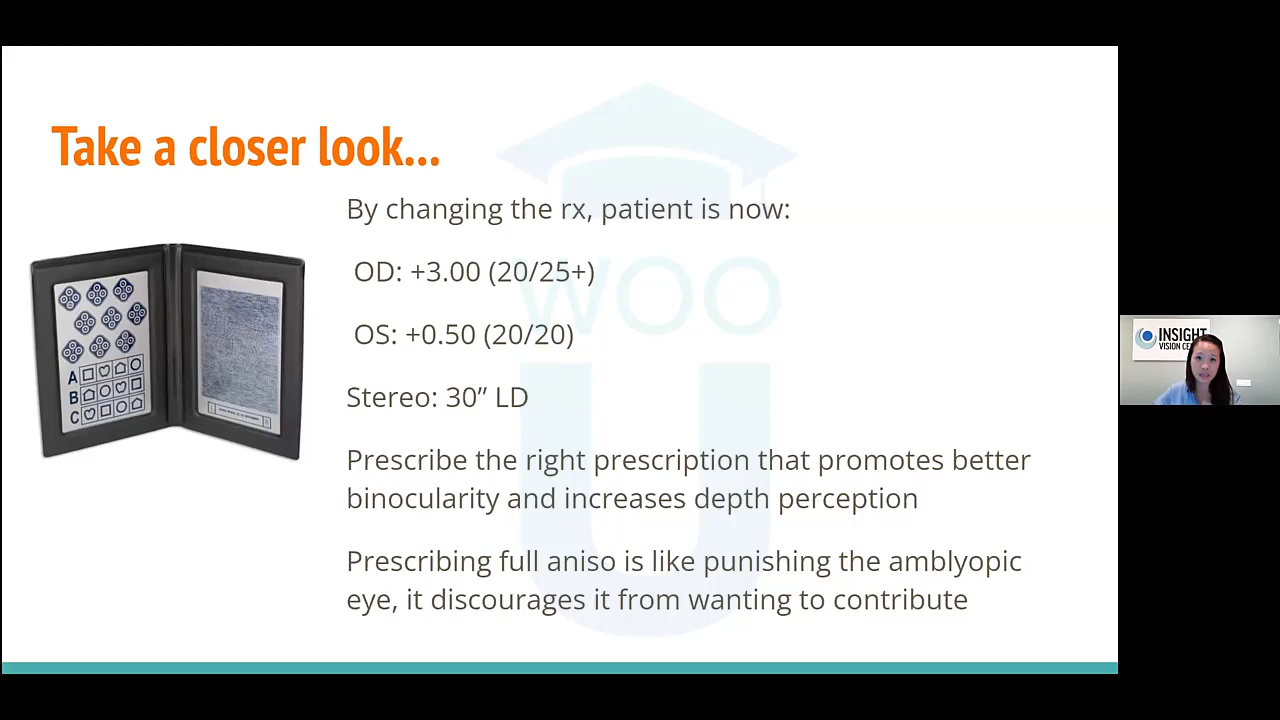 Take a closer look...
By changing the rx, patient is now:
OD: +3.00 (20/25+)
WOO
OS: +0.50 (20/20)
Stereo: 30” LD
Prescribe the right prescription that promotes better
binocularity and increases depth perception
Prescribing full aniso is like punishing the amblyopic
eye, it discourages it from wanting to contribute
U
A
B
C
INSIGHT